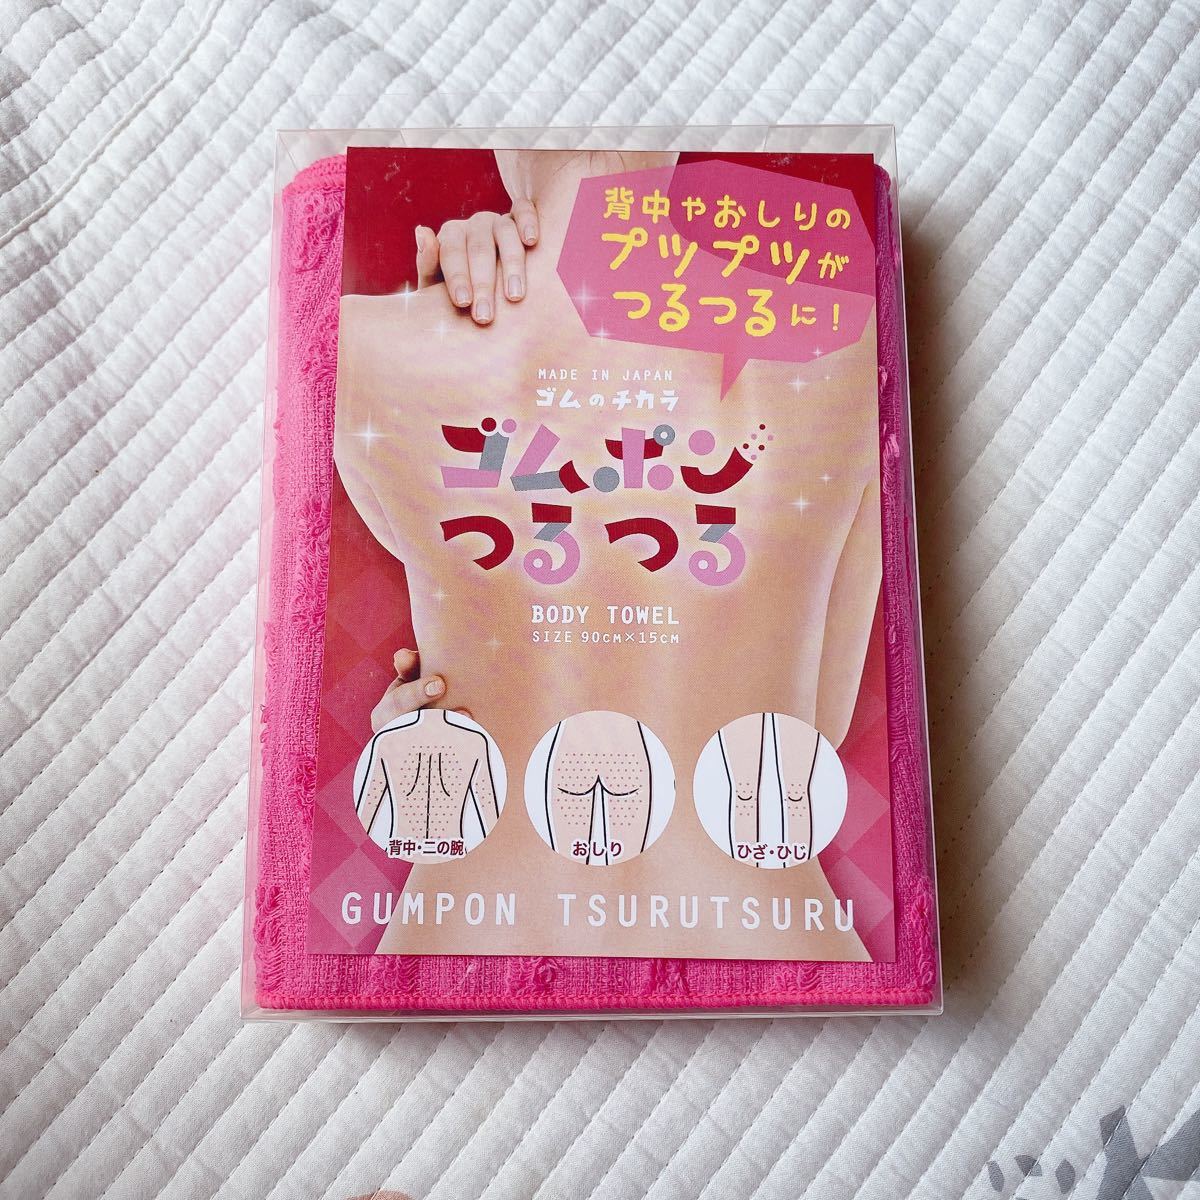 背中やおしりの
プツプツが
つるつるに!
MADE IN JAPAN
ゴムのチカラ
ゴムポン
つるつる
BODY TOWEL
SIZE 90CM×15CM
背中・二の腕
おしり
ひざ・ひじ
GUMPON TSURUTSURU